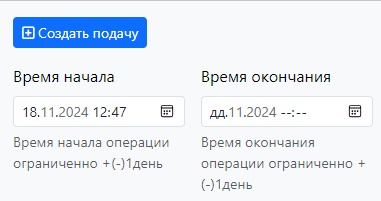 Создать подачу
Время начала
Время окончания
18.11.2024 12:47
дд.11.2024 --:--
Время начала операции
ограниченно +(-)1день
Время окончания
операции ограниченно +
(-)1день